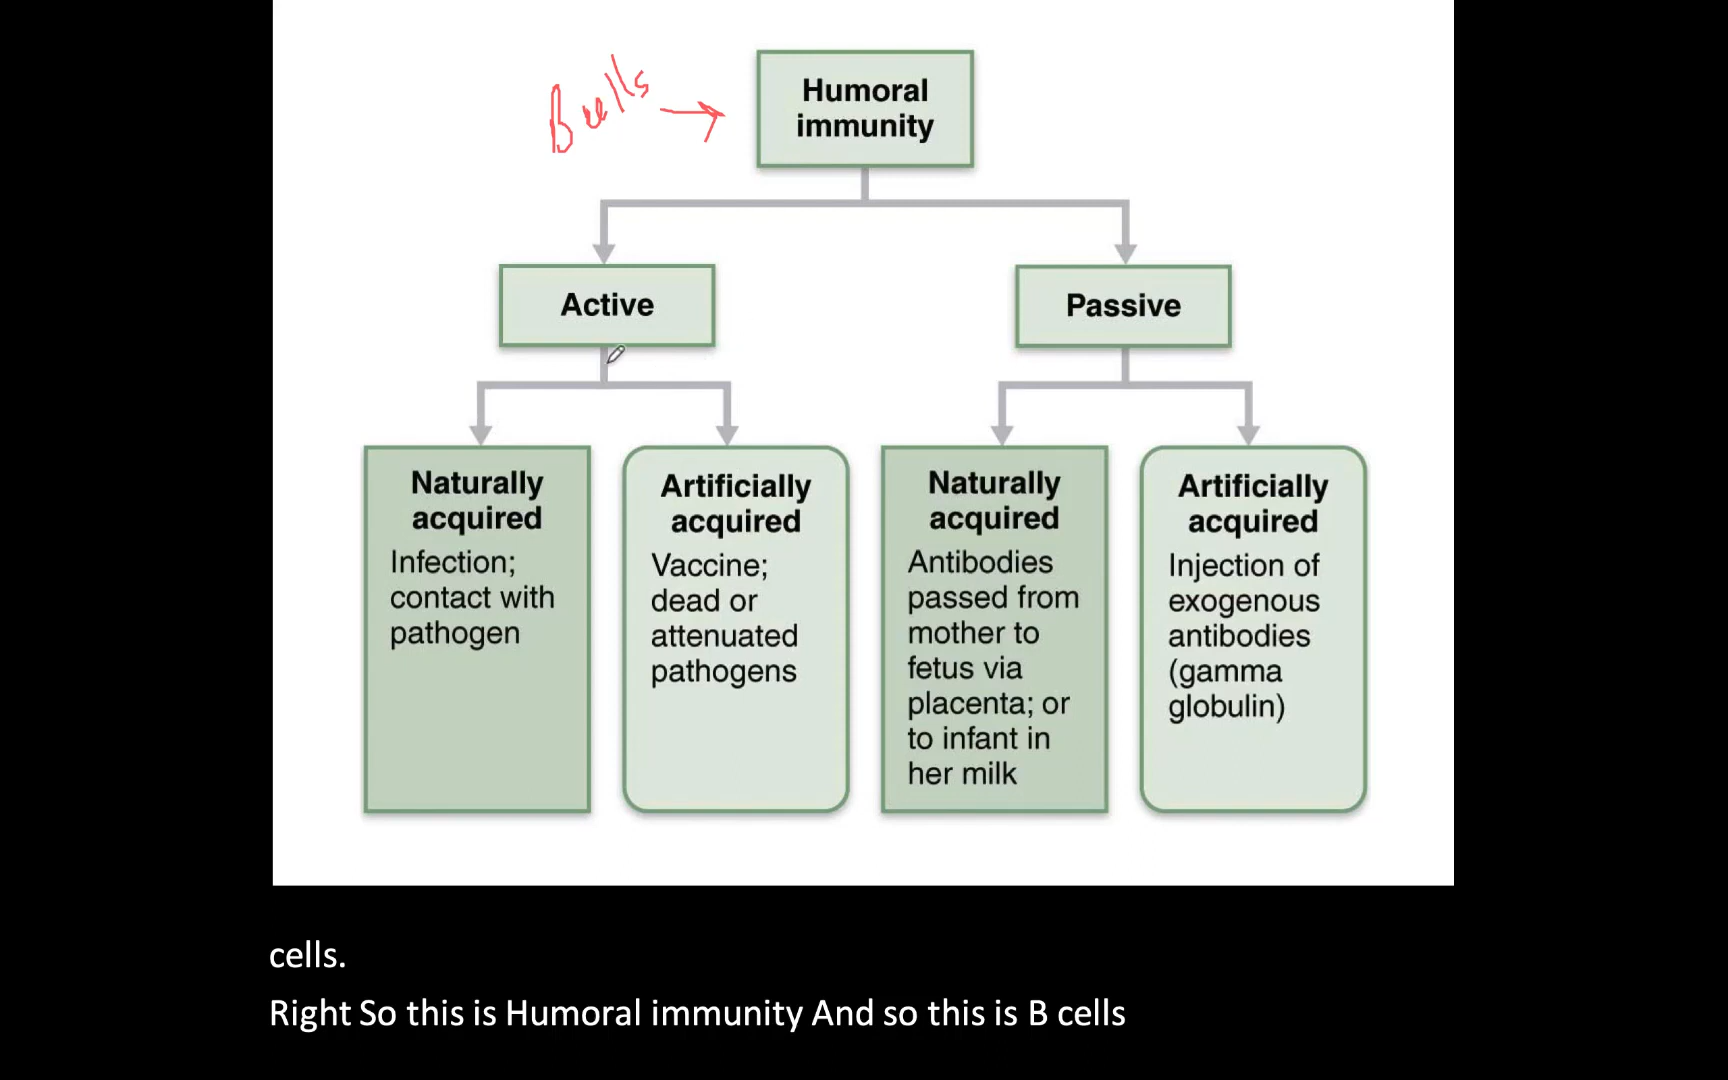 B cells
Humoral
immunity
Active
Passive
Naturally
acquired
Infection;
contact with
pathogen
Artificially
acquired
Vaccine;
dead or
attenuated
pathogens
Naturally
acquired
Antibodies
passed from
mother to
fetus via
placenta; or
to infant in
her milk
Artificially
acquired
Injection of
exogenous
antibodies
(gamma
globulin)
cells.
Right So this is Humoral immunity And so this is B cells